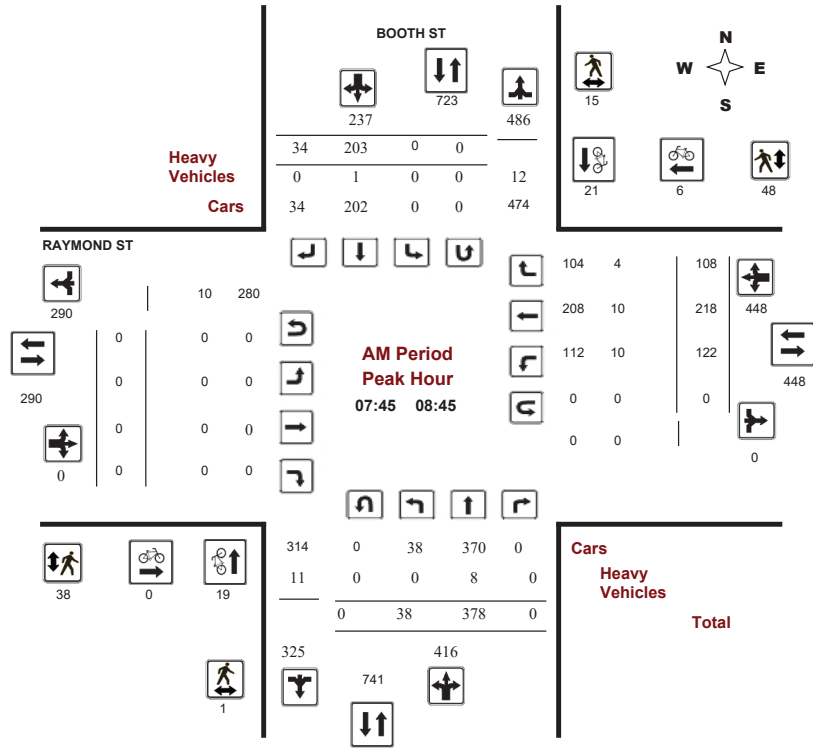 BOOTH ST
N
W E
S
723
237
486
15
34 203 0 0
Heavy
Vehicles
0 1 0 0 12
Cars
34 202 0 0 474
21 6 48
RAYMOND ST
290
10 280
104 4 108
448
0 0 0
208 10 218
290
AM Period
Peak Hour
07:45 08:45
112 10 122
448
0 0 0
0 0 0
0 0 0
0 0
0
0
0 0 0
314 0 38 370 0
Cars
11 0 0 8 0
Heavy
Vehicles
38 0 19
0 38 378 0
Total
325
416
741
1